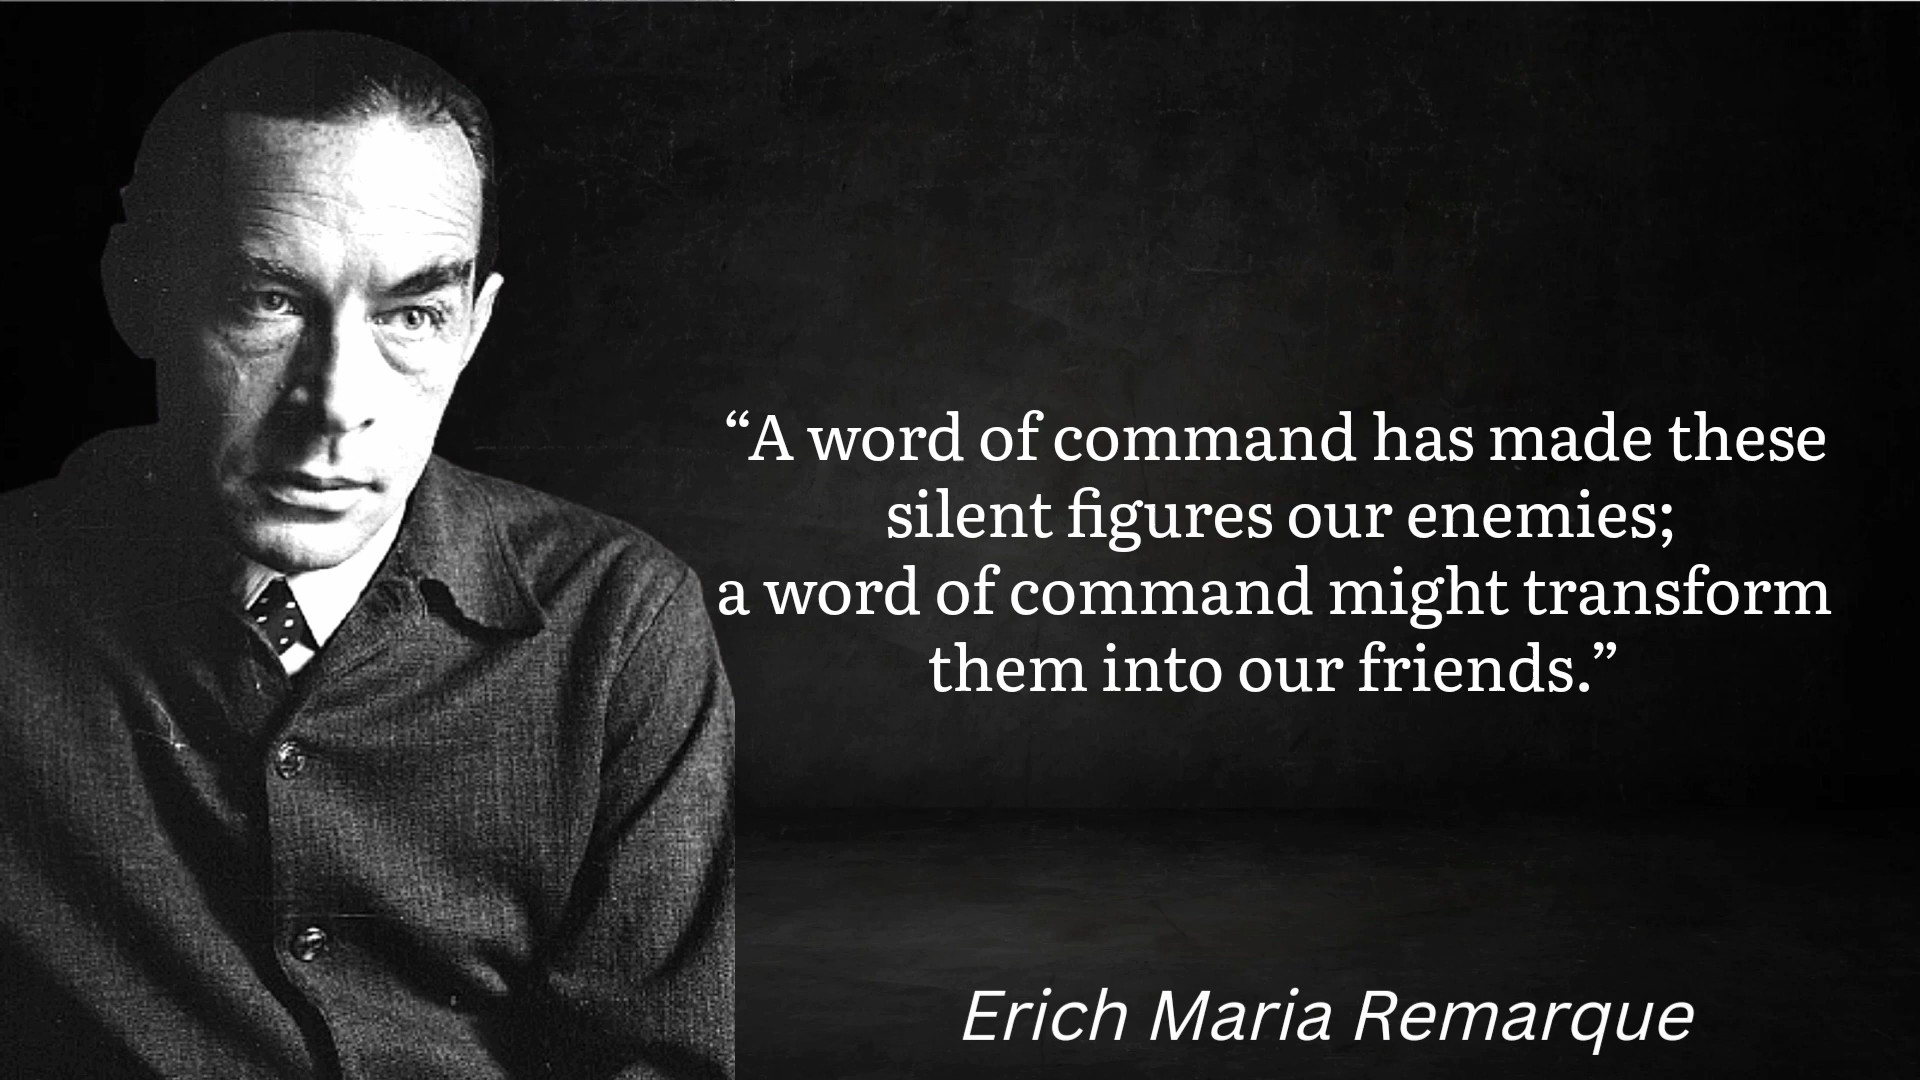 “A word of command has made these
silent figures our enemies;
a word of command might transform
them into our friends.”
Erich Maria Remarque